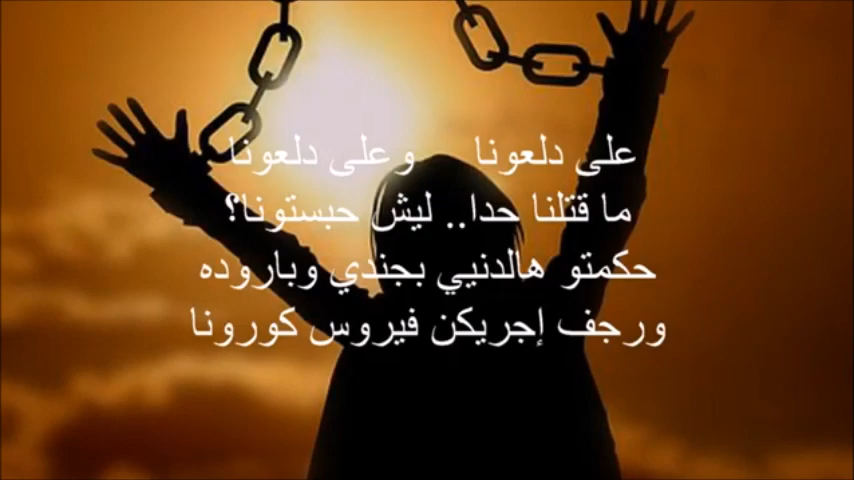 على دلعونا وعلى دلعونا
ما قتلنا حدا.. ليش حبستونا؟
حكمتو هالدنيي بجندي وباروده
ورجف إجريكن فيروس كورونا